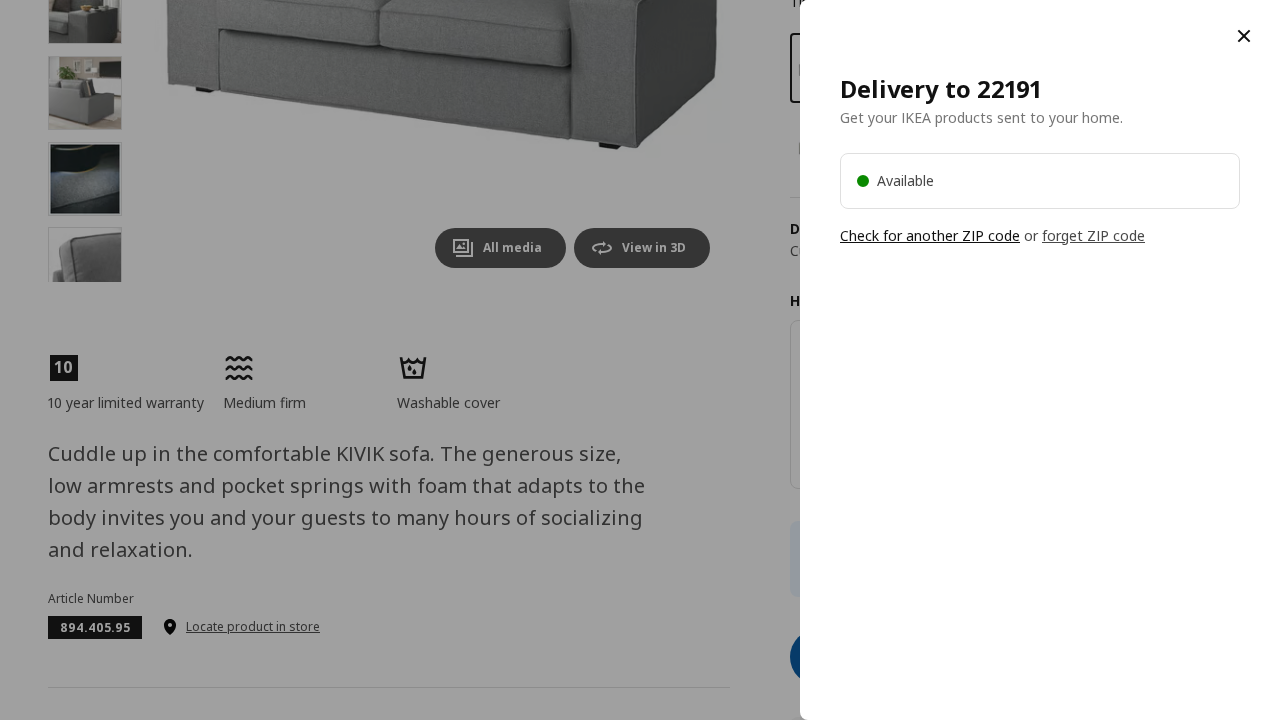 All media
View in 3D
10
10 year limited warranty
Medium firm
Washable cover
Cuddle up in the comfortable KIVIK sofa. The generous size,
low armrests and pocket springs with foam that adapts to the
body invites you and your guests to many hours of socializing
and relaxation.
Article Number
894.405.95
Locate product in store
Delivery to 22191
Get your IKEA products sent to your home.
Available
Check for another ZIP code or forget ZIP code